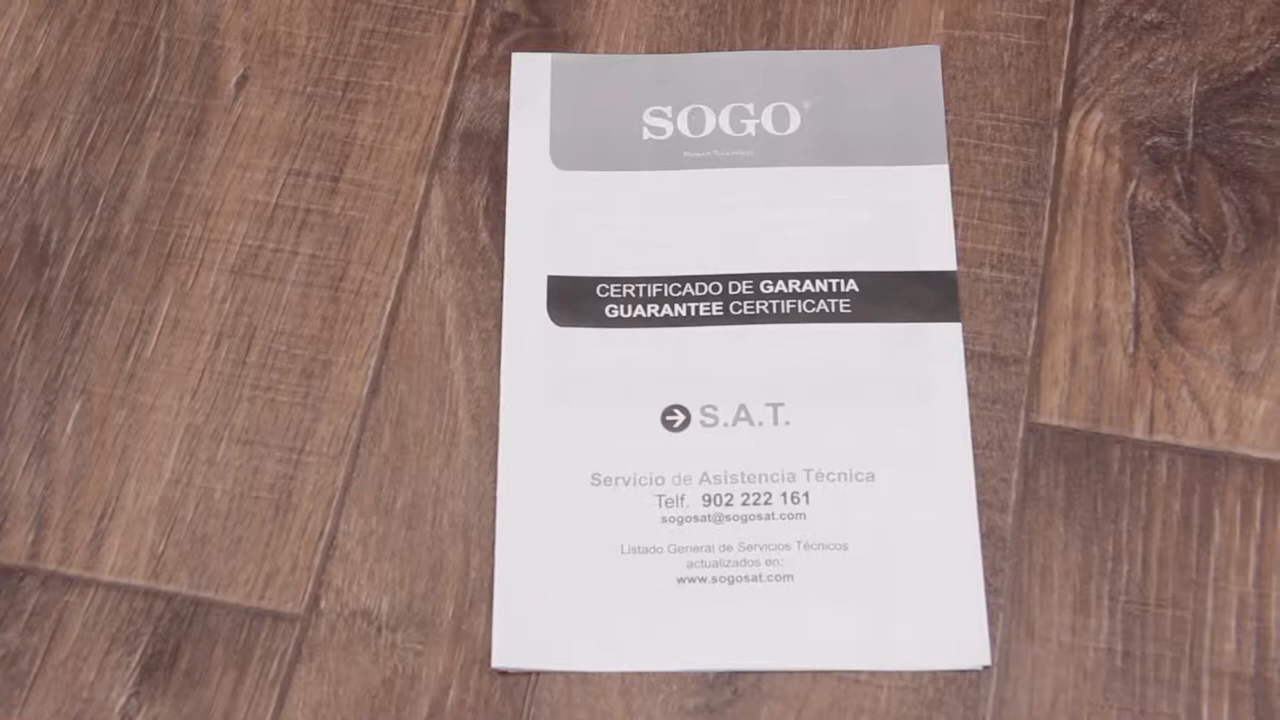 SOGO®
CERTIFICADO DE GARANTIA
GUARANTEE CERTIFICATE
S.A.T.
Servicio de Asistencia Técnica
Telf. 902 222 161
sogosat@sogosat.com
Listado General de Servicios Técnicos
actualizados en:
www.sogosat.com